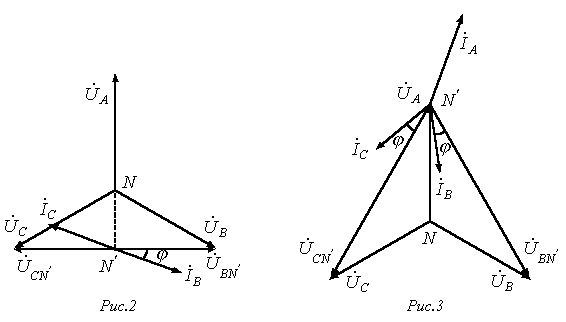 U̇A
N
İC
U̇C
U̇B
U̇CN'
N'
φ
İB
U̇BN'
Рис.2
İA
U̇A
N'
İC
φ
φ
İB
N
U̇CN'
U̇C
U̇B
U̇BN'
Рис.3